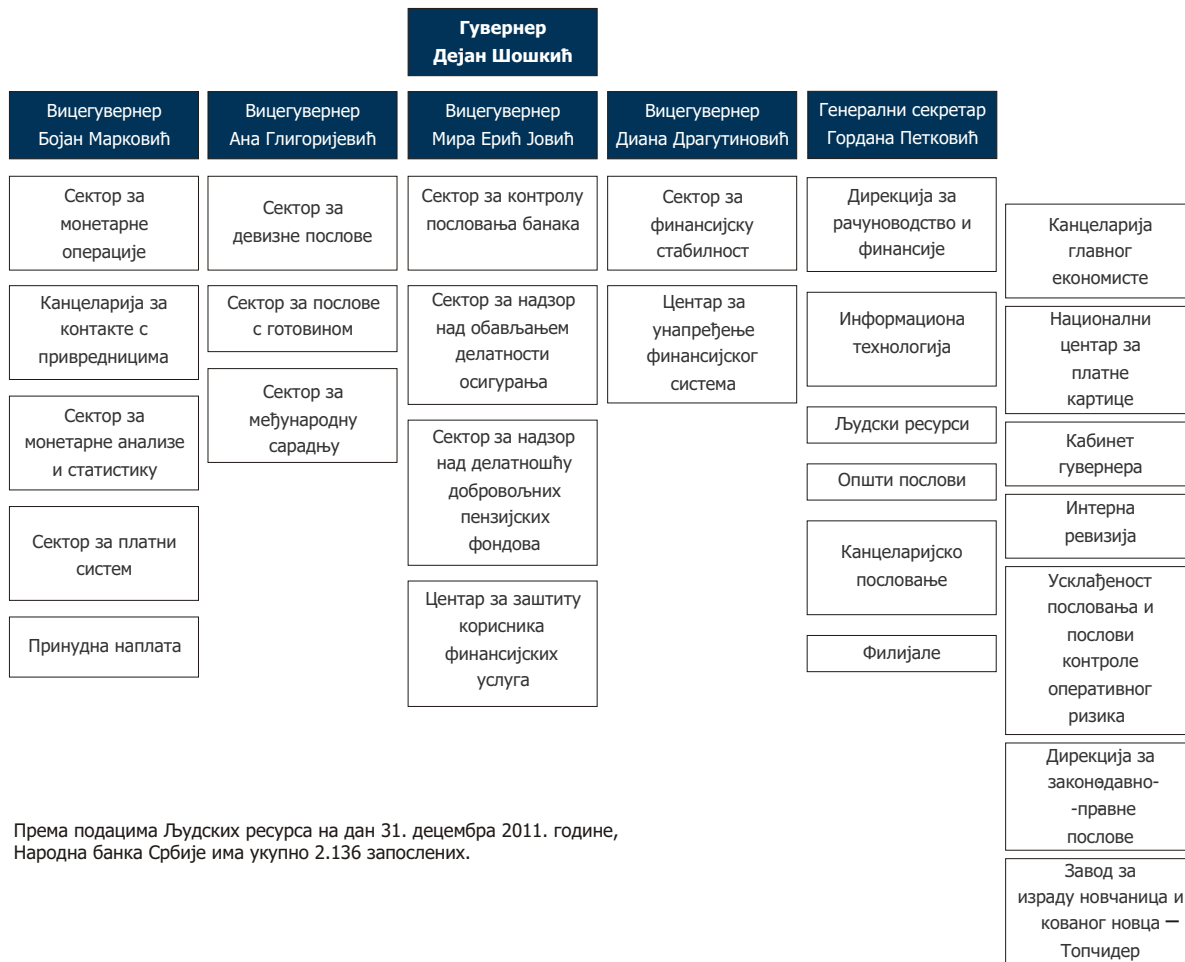 Гувернер
Дејан Шошкић
Вицегувернер
Бојан Марковић
Вицегувернер
Ана Глигоријевић
Вицегувернер
Мира Ерић Јовић
Вицегувернер
Диана Драгутиновић
Генерални секретар
Гордана Петковић
Сектор за
монетарне
операције
Канцеларија за
контакте с
привредницима
Сектор за
монетарне анализе
и статистику
Сектор за платни
систем
Принудна наплата
Сектор за
девизне послове
Сектор за послове
с готовином
Сектор за
међународну
сарадњу
Сектор за контролу
пословања банака
Сектор за надзор
над обављањем
делатности
осигурања
Сектор за надзор
над делатношћу
добровољних
пензијских
фондова
Центар за заштиту
корисника
финансијских
услуга
Сектор за
финансијску
стабилност
Центар за
унапређење
финансијског
система
Дирекција за
рачуноводство и
финансије
Информациона
технологија
Људски ресурси
Општи послови
Канцеларијско
пословање
Филијале
Канцеларија
главног
економисте
Национални
центар за
платне
картице
Кабинет
гувернера
Интерна
ревизија
Усклађеност
пословања и
послови
контроле
оперативног
ризика
Дирекција за
законодавно-
-правне
послове
Завод за
израду новчаница и
кованог новца –
Топчидер
Према подацима Људских ресурса на дан 31. децембра 2011. године,
Народна банка Србије има укупно 2.136 запослених.